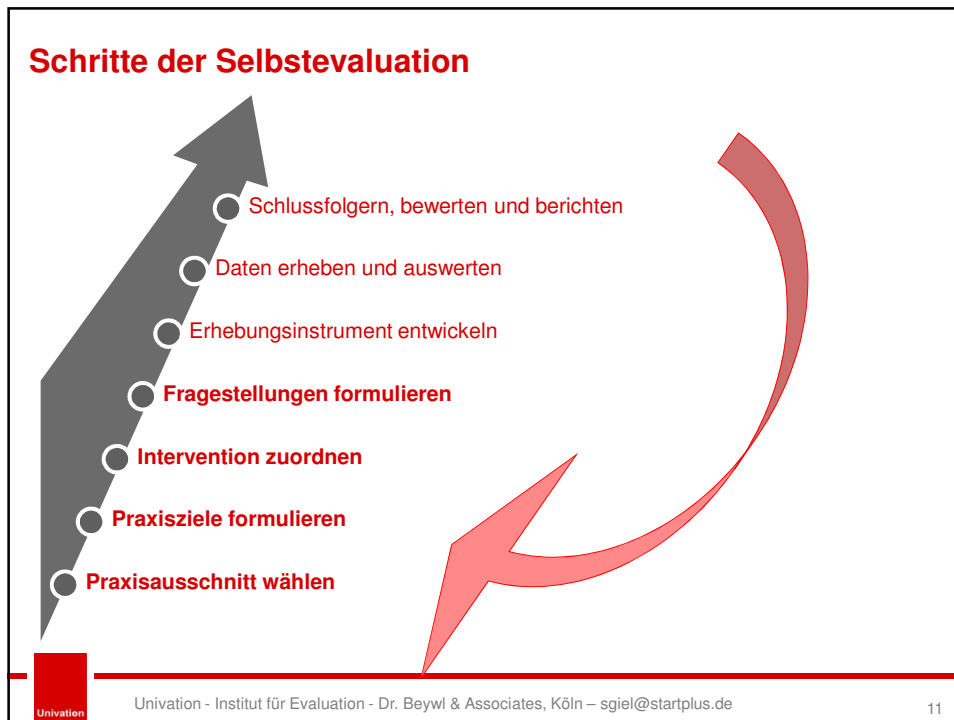 Schritte der Selbstevaluation
Schlussfolgern, bewerten und berichten
Daten erheben und auswerten
Erhebungsinstrument entwickeln
Fragestellungen formulieren
Intervention zuordnen
Praxisziele formulieren
Praxisausschnitt wählen
Univation
Univation - Institut für Evaluation - Dr. Beywl & Associates, Köln – sgiel@startplus.de
11